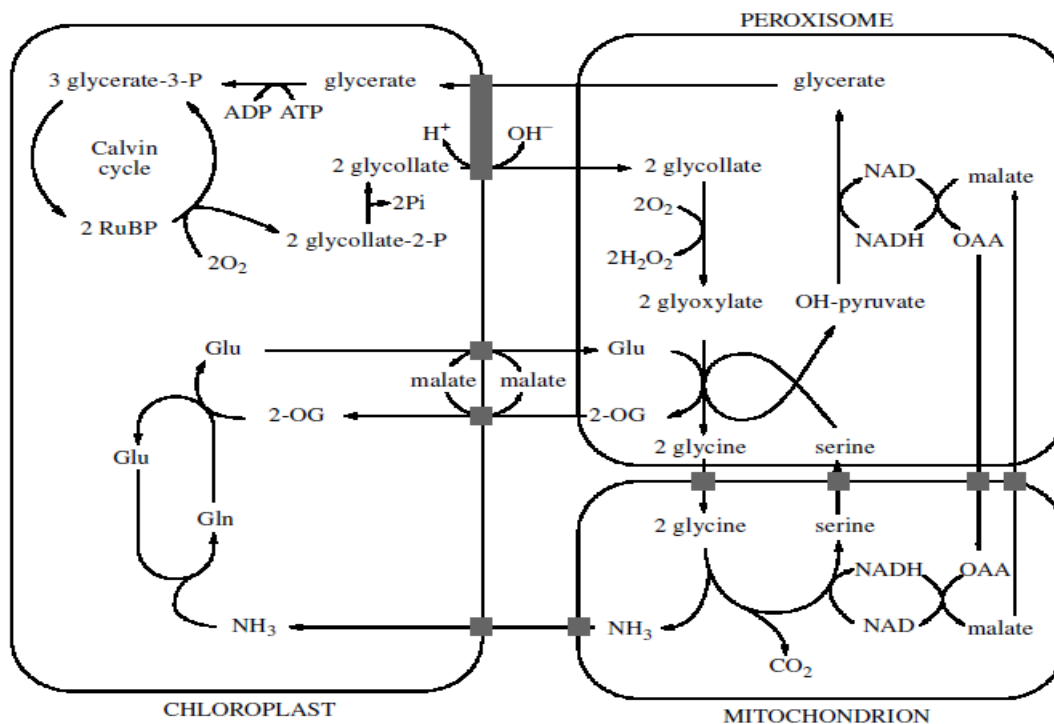 PEROXISOME
3 glycerate-3-P
glycerate
glycerate
ADP ATP
H⁺
OH⁻
Calvin
cycle
2 glycollate
2 glycollate
NAD
malate
2Pi
2O₂
2 RuBP
2 glycollate-2-P
NADH
OAA
2O₂
2H₂O₂
2 glyoxylate
OH-pyruvate
Glu
Glu
malate
malate
2-OG
2-OG
Glu
2 glycine
serine
Gln
2 glycine
serine
NADH
OAA
NH₃
NH₃
NAD
malate
CO₂
CHLOROPLAST
MITOCHONDRION